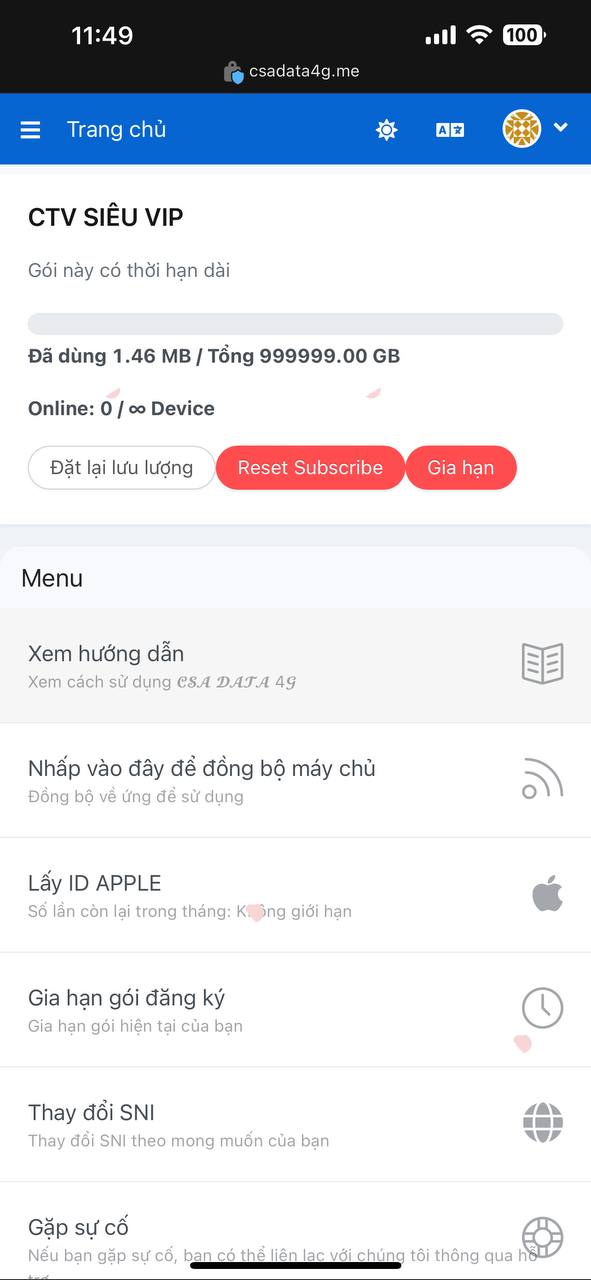 11:49
100
csadata4g.me
Trang chủ
CTV SIÊU VIP
Gói này có thời hạn dài
Đã dùng 1.46 MB / Tổng 999999.00 GB
Online: 0 / ∞ Device
Đặt lại lưu lượng
Reset Subscribe
Gia hạn
Menu
Xem hướng dẫn
Xem cách sử dụng 𝓒𝓢𝓐 𝓓𝓐𝓣𝓐 4𝓖
Nhấp vào đây để đồng bộ máy chủ
Đồng bộ về ứng để sử dụng
Lấy ID APPLE
Số lần còn lại trong tháng: Không giới hạn
Gia hạn gói đăng ký
Gia hạn gói hiện tại của bạn
Thay đổi SNI
Thay đổi SNI theo mong muốn của bạn
Gặp sự cố
Nếu bạn gặp sự cố, bạn có thể liên lạc với chúng tôi thông qua hỗ